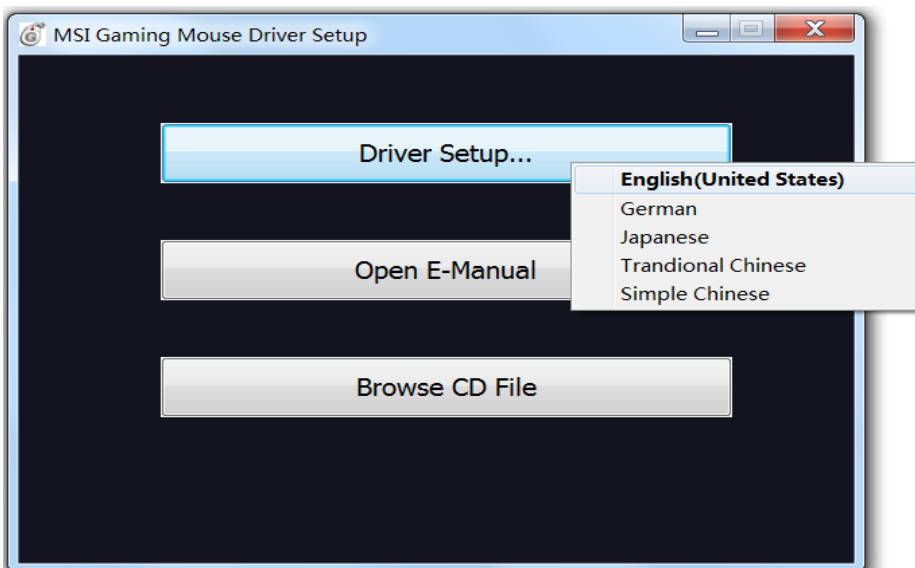 MSI Gaming Mouse Driver Setup
Driver Setup...
English(United States)
German
Japanese
Trandional Chinese
Simple Chinese
Open E-Manual
Browse CD File